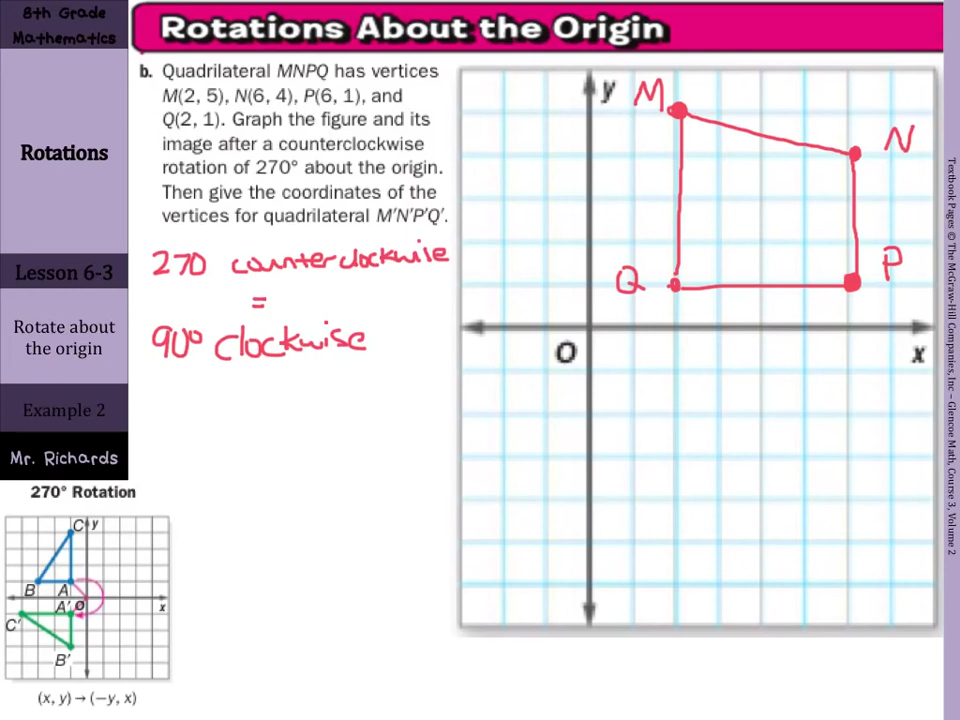 8th Grade
Mathematics
Rotations
Lesson 6-3
Rotate about
the origin
Example 2
Mr. Richards
Rotations About the Origin
b. Quadrilateral MNPQ has vertices
M(2, 5), N(6, 4), P(6, 1), and
Q(2, 1). Graph the figure and its
image after a counterclockwise
rotation of 270° about the origin.
Then give the coordinates of the
vertices for quadrilateral M′N′P′Q′.
270 counterclockwise
=
90° clockwise
y
M
N
Q
P
O
x
270° Rotation
C y
B A
x
A′ O
C′
B′
(x, y) → (−y, x)
Textbook Pages © The McGraw-Hill Companies, Inc – Glencoe Math, Course 3, Volume 2